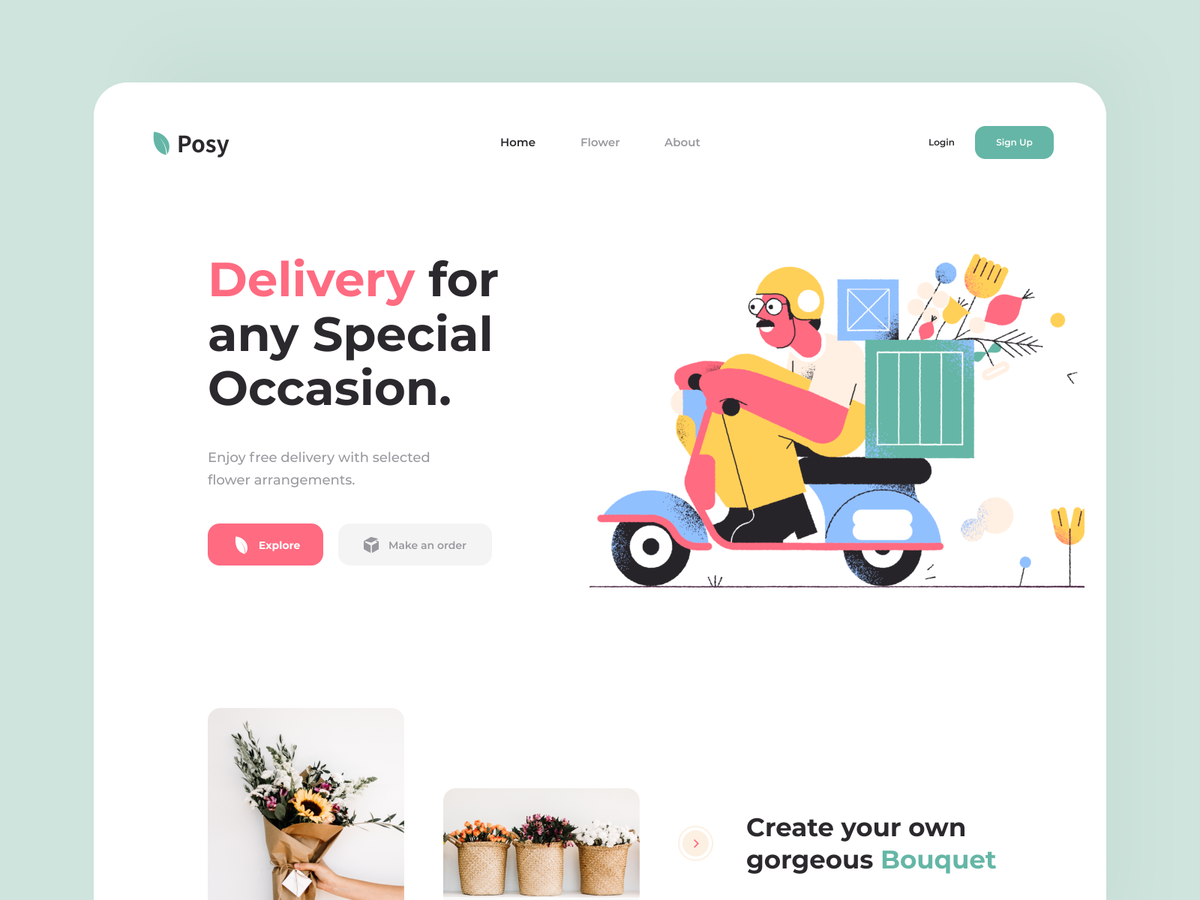 Posy
Home Flower About
Login Sign Up
Delivery for
any Special
Occasion.
Enjoy free delivery with selected
flower arrangements.
Explore Make an order
Create your own
gorgeous Bouquet